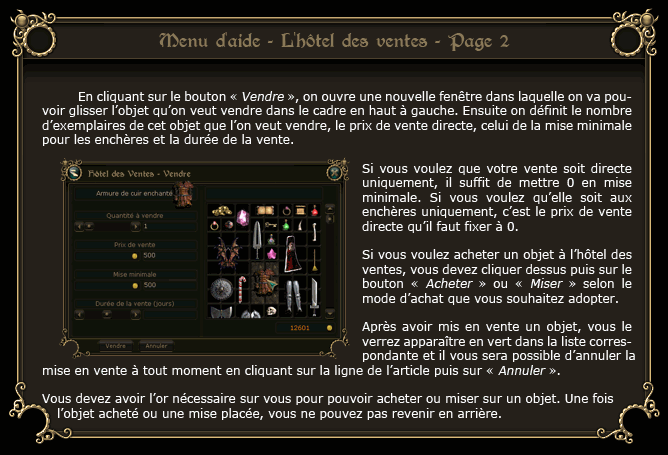 Menu d'aide - L'hôtel des ventes - Page 2
En cliquant sur le bouton « Vendre », on ouvre une nouvelle fenêtre dans laquelle on va pou-
voir glisser l'objet qu'on veut vendre dans le cadre en haut à gauche. Ensuite on définit le nombre
d'exemplaires de cet objet que l'on veut vendre, le prix de vente directe, celui de la mise minimale
pour les enchères et la durée de la vente.
Hôtel des Ventes - Vendre
Armure de cuir enchanté
Quantité à vendre
1
Prix de vente
500
Mise minimale
500
Durée de la vente (jours)
12601
Vendre
Annuler
Si vous voulez que votre vente soit directe
uniquement, il suffit de mettre 0 en mise
minimale. Si vous voulez qu'elle soit aux
enchères uniquement, c'est le prix de vente
directe qu'il faut fixer à 0.
Si vous voulez acheter un objet à l'hôtel des
ventes, vous devez cliquer dessus puis sur le
bouton « Acheter » ou « Miser » selon le
mode d'achat que vous souhaitez adopter.
Après avoir mis en vente un objet, vous le
verrez apparaître en vert dans la liste corres-
pondante et il vous sera possible d'annuler la
mise en vente à tout moment en cliquant sur la ligne de l'article puis sur « Annuler ».
Vous devez avoir l'or nécessaire sur vous pour pouvoir acheter ou miser sur un objet. Une fois
l'objet acheté ou une mise placée, vous ne pouvez pas revenir en arrière.